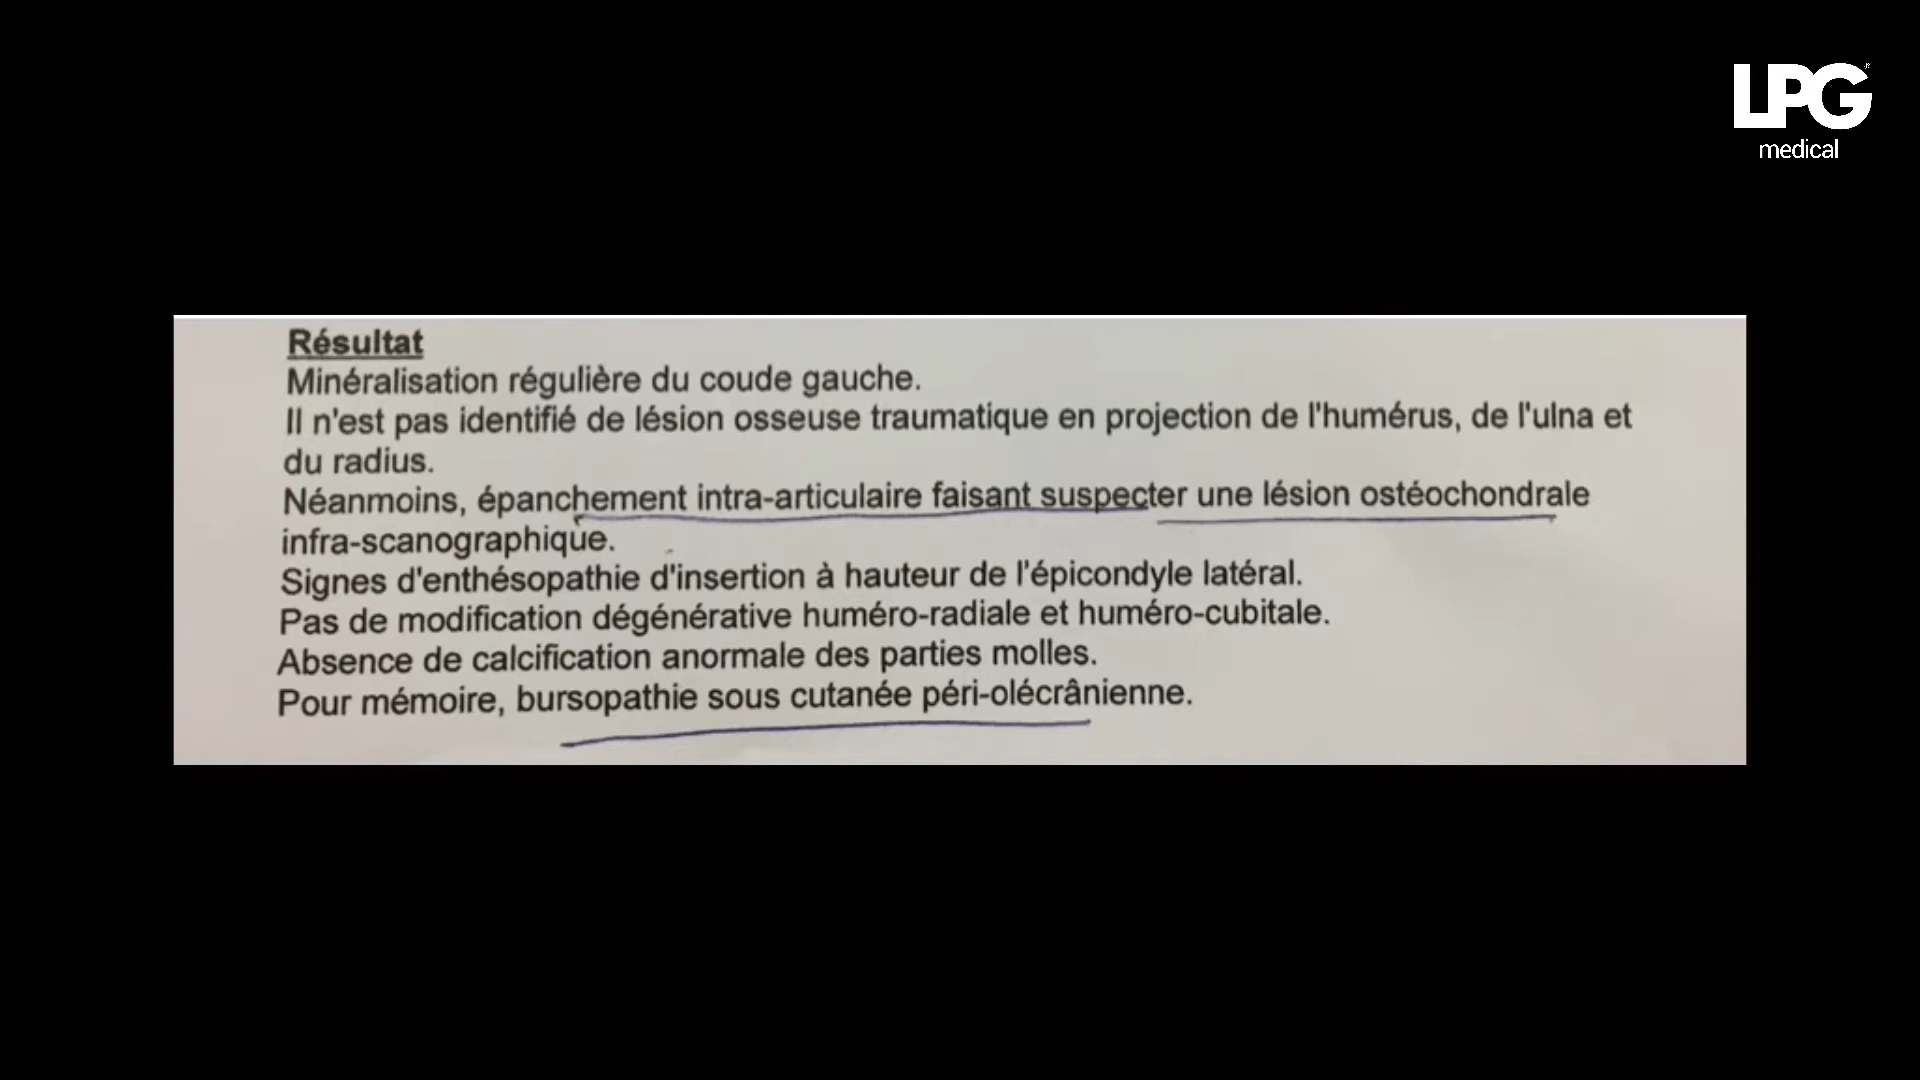 LPG
medical
Résultat
Minéralisation régulière du coude gauche.
Il n'est pas identifié de lésion osseuse traumatique en projection de l'humérus, de l'ulna et
du radius.
Néanmoins, épanchement intra-articulaire faisant suspecter une lésion ostéochondrale
infra-scanographique.
Signes d'enthésopathie d'insertion à hauteur de l'épicondyle latéral.
Pas de modification dégénérative huméro-radiale et huméro-cubitale.
Absence de calcification anormale des parties molles.
Pour mémoire, bursopathie sous cutanée péri-olécrânienne.